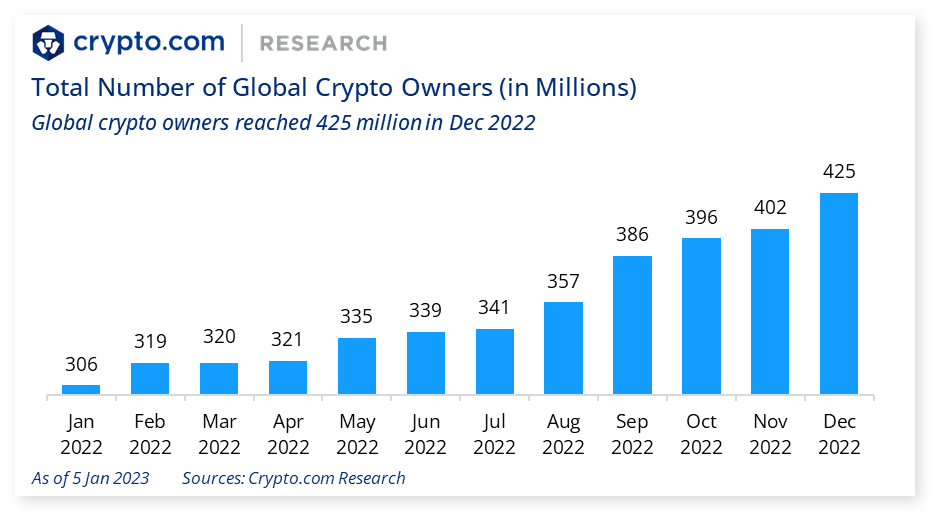 crypto.com | RESEARCH
Total Number of Global Crypto Owners (in Millions)
Global crypto owners reached 425 million in Dec 2022
306 319 320 321 335 339 341 357 386 396 402 425
Jan Feb Mar Apr May Jun Jul Aug Sep Oct Nov Dec
2022 2022 2022 2022 2022 2022 2022 2022 2022 2022 2022 2022
As of 5 Jan 2023 Sources: Crypto.com Research